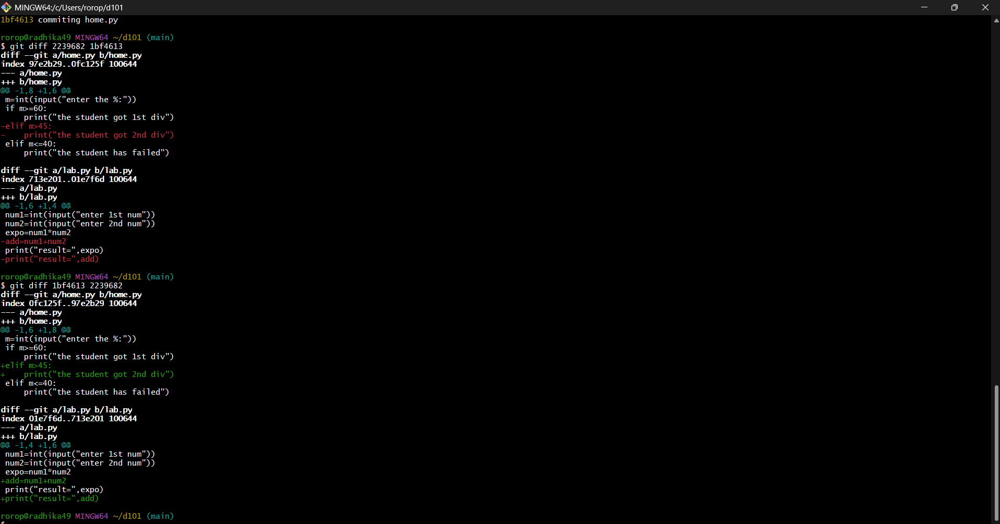 MINGW64:/c/Users/rorop/d101
1bf4613 commiting home.py
rorop@radhika49 MINGW64 ~/d101 (main)
$ git diff 2239682 1bf4613
diff --git a/home.py b/home.py
index 97e2b29..0fc125f 100644
--- a/home.py
+++ b/home.py
@@ -1,8 +1,6 @@
 m=int(input("enter the %:"))
 if m>=60:
     print("the student got 1st div")
-elif m>45:
-    print("the student got 2nd div")
 elif m<=40:
     print("the student has failed")
diff --git a/lab.py b/lab.py
index 713e201..01e7f6d 100644
--- a/lab.py
+++ b/lab.py
@@ -1,6 +1,4 @@
 num1=int(input("enter 1st num"))
 num2=int(input("enter 2nd num"))
 expo=num1*num2
-add=num1+num2
 print("result=",expo)
-print("result=",add)
rorop@radhika49 MINGW64 ~/d101 (main)
$ git diff 1bf4613 2239682
diff --git a/home.py b/home.py
index 0fc125f..97e2b29 100644
--- a/home.py
+++ b/home.py
@@ -1,6 +1,8 @@
 m=int(input("enter the %:"))
 if m>=60:
     print("the student got 1st div")
+elif m>45:
+    print("the student got 2nd div")
 elif m<=40:
     print("the student has failed")
diff --git a/lab.py b/lab.py
index 01e7f6d..713e201 100644
--- a/lab.py
+++ b/lab.py
@@ -1,4 +1,6 @@
 num1=int(input("enter 1st num"))
 num2=int(input("enter 2nd num"))
 expo=num1*num2
+add=num1+num2
 print("result=",expo)
+print("result=",add)
rorop@radhika49 MINGW64 ~/d101 (main)
$